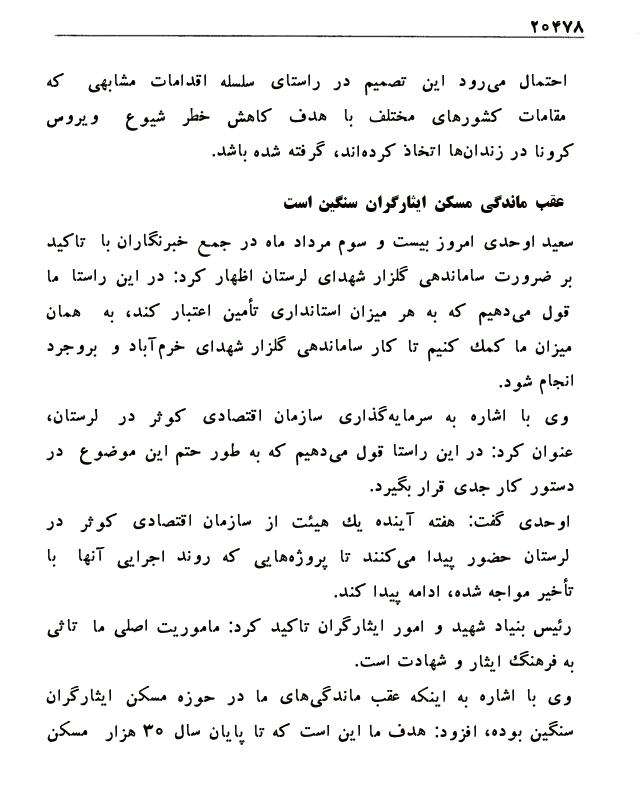 ۲۰۴۷۸
احتمال می‌رود این تصمیم در راستای سلسله اقدامات مشابهی که
مقامات کشورهای مختلف با هدف کاهش خطر شیوع ویروس
کرونا در زندان‌ها اتخاذ کرده‌اند، گرفته شده باشد.
عقب ماندگی مسکن ایثارگران سنگین است
سعید اوحدی امروز بیست و سوم مرداد ماه در جمع خبرنگاران با تاکید
بر ضرورت ساماندهی گلزار شهدای لرستان اظهار کرد: در این راستا ما
قول می‌دهیم که به هر میزان استانداری تأمین اعتبار کند، به همان
میزان ما کمک کنیم تا کار ساماندهی گلزار شهدای خرم‌آباد و بروجرد
انجام شود.
وی با اشاره به سرمایه‌گذاری سازمان اقتصادی کوثر در لرستان،
عنوان کرد: در این راستا قول می‌دهیم که به طور حتم این موضوع در
دستور کار جدی قرار بگیرد.
اوحدی گفت: هفته آینده یك هیئت از سازمان اقتصادی کوثر در
لرستان حضور پیدا می‌کنند تا پروژه‌هایی که روند اجرایی آنها با
تأخیر مواجه شده، ادامه پیدا کند.
رئیس بنیاد شهید و امور ایثارگران تاکید کرد: ماموریت اصلی ما تاثی
به فرهنگ ایثار و شهادت است.
وی با اشاره به اینکه عقب ماندگی‌های ما در حوزه مسکن ایثارگران
سنگین بوده، افزود: هدف ما این است که تا پایان سال ۳۰ هزار مسکن